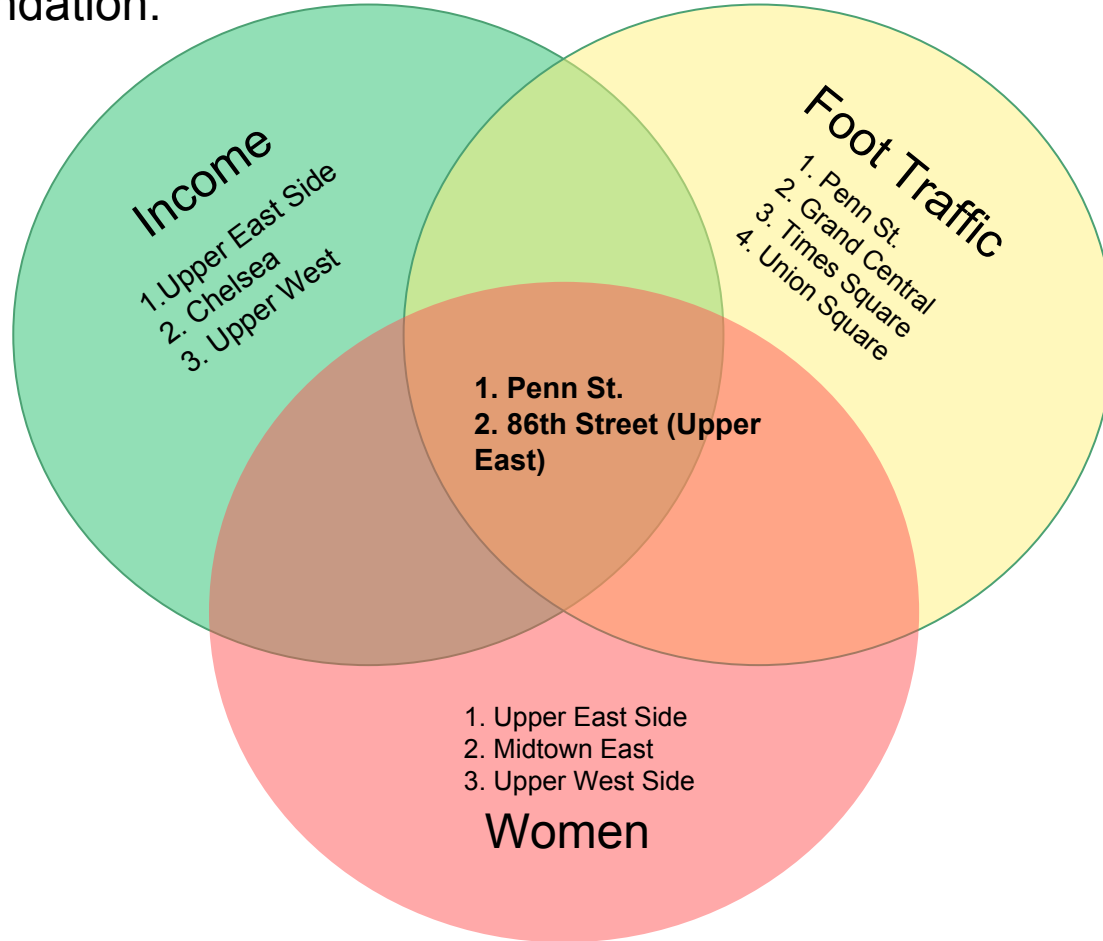 ndation.
Income
1.Upper East Side
2. Chelsea
3. Upper West
Foot Traffic
1. Penn St.
2. Grand Central
3. Times Square
4. Union Square
1. Penn St.
2. 86th Street (Upper
East)
1. Upper East Side
2. Midtown East
3. Upper West Side
Women